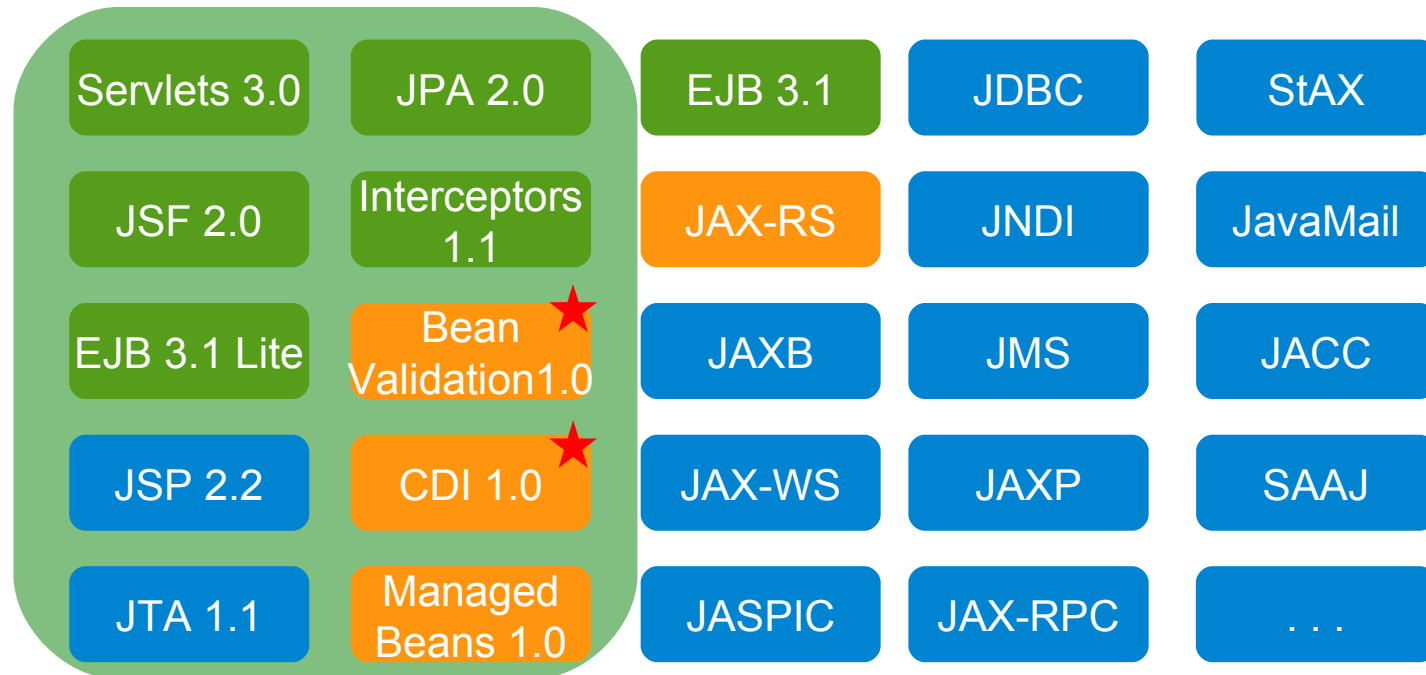 Servlets 3.0
JPA 2.0
EJB 3.1
JDBC
StAX
JSF 2.0
Interceptors
1.1
JAX-RS
JNDI
JavaMail
EJB 3.1 Lite
Bean
Validation1.0
JAXB
JMS
JACC
JSP 2.2
CDI 1.0
JAX-WS
JAXP
SAAJ
JTA 1.1
Managed
Beans 1.0
JASPIC
JAX-RPC
. . .